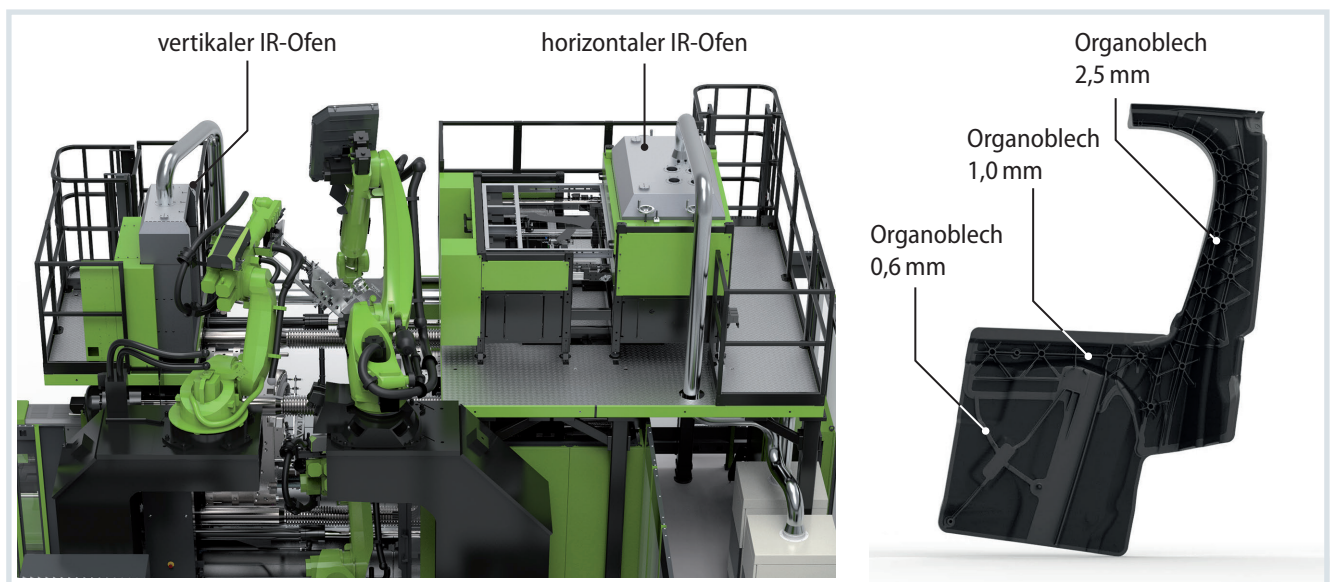 vertikaler IR-Ofen
horizontaler IR-Ofen
Organoblech
2,5 mm
Organoblech
1,0 mm
Organoblech
0,6 mm